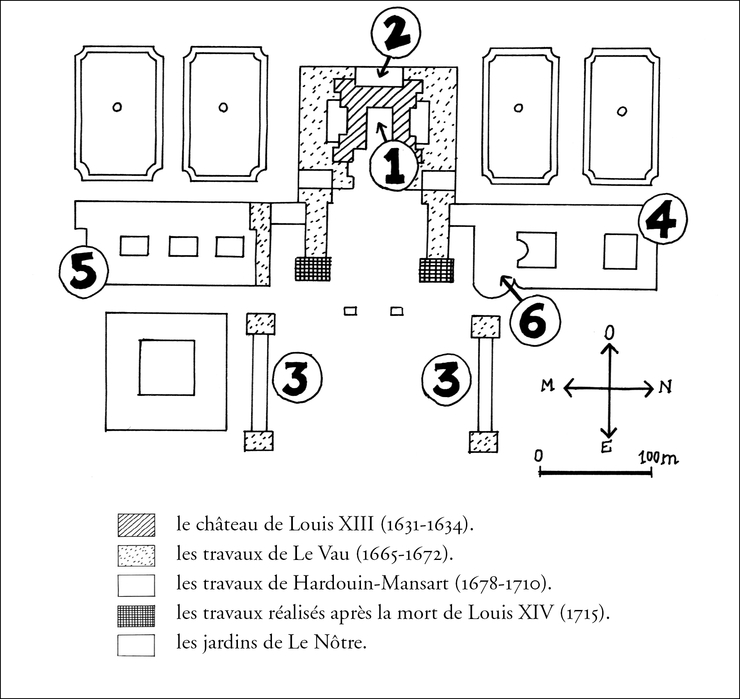 2
1
4
5
6
3
3
O
M
N
E
0
100m
le château de Louis XIII (1631-1634).
les travaux de Le Vau (1665-1672).
les travaux de Hardouin-Mansart (1678-1710).
les travaux réalisés après la mort de Louis XIV (1715).
les jardins de Le Nôtre.